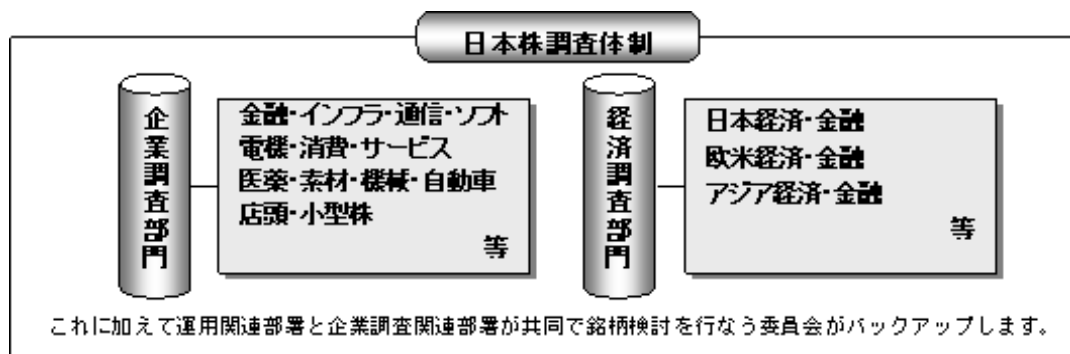 日本株調査体制
企業調査部門
金融・インフラ・通信・ソフト
電機・消費・サービス
医薬・素材・機械・自動車
店頭・小型株
等
経済調査部門
日本経済・金融
欧米経済・金融
アジア経済・金融
等
これに加えて運用関連部署と企業調査関連部署が共同で銘柄検討を行なう委員会がバックアップします。